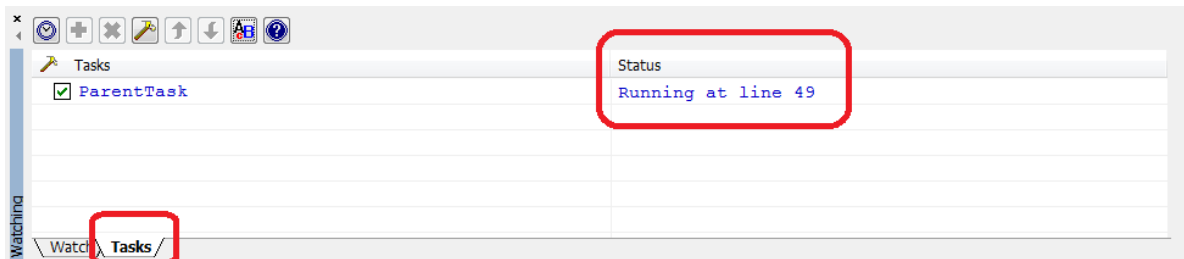 Tasks Status
ParentTask Running at line 49
Watching
Watch Tasks